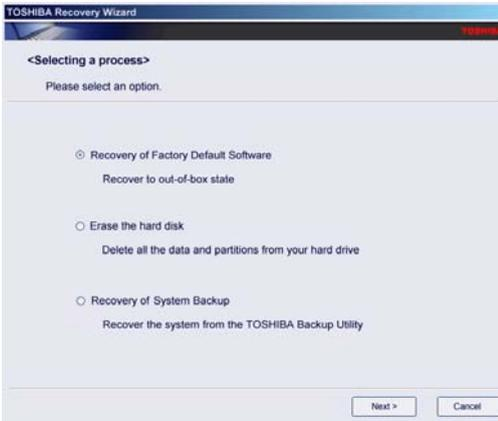 TOSHIBA Recovery Wizard
TOSHIBA
<Selecting a process>
Please select an option.
Recovery of Factory Default Software
Recover to out-of-box state
Erase the hard disk
Delete all the data and partitions from your hard drive
Recovery of System Backup
Recover the system from the TOSHIBA Backup Utility
Next >
Cancel